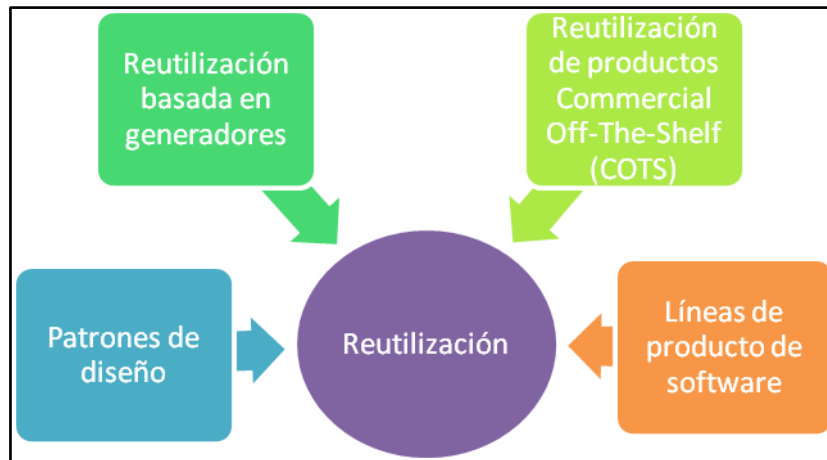 Reutilización
basada en
generadores
Reutilización
de productos
Commercial
Off-The-Shelf
(COTS)
Patrones de
diseño
Reutilización
Líneas de
producto de
software